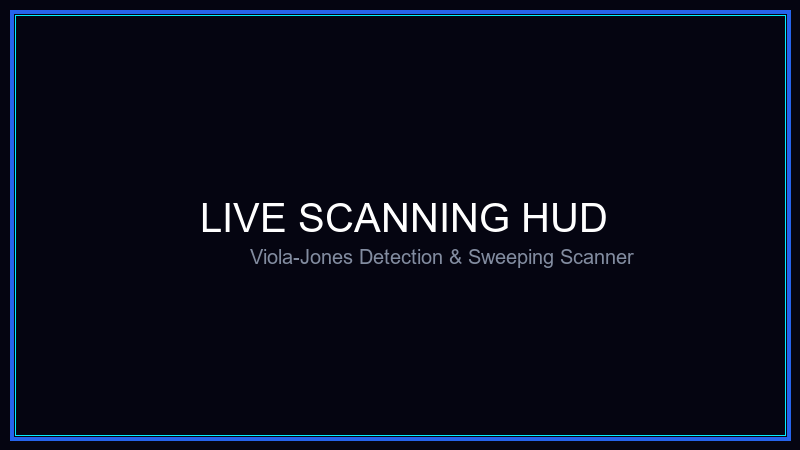 LIVE SCANNING HUD
Viola-Jones Detection & Sweeping Scanner